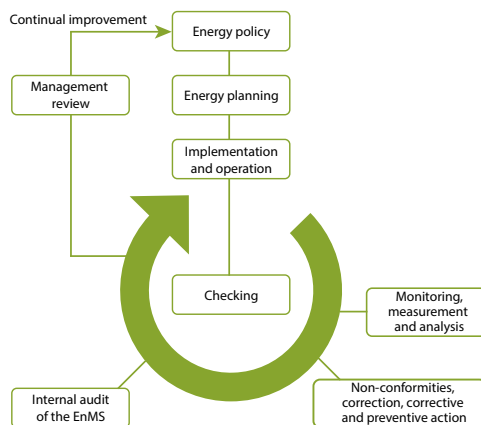 Continual improvement
Energy policy
Management
review
Energy planning
Implementation
and operation
Checking
Monitoring,
measurement
and analysis
Internal audit
of the EnMS
Non-conformities,
correction, corrective
and preventive action